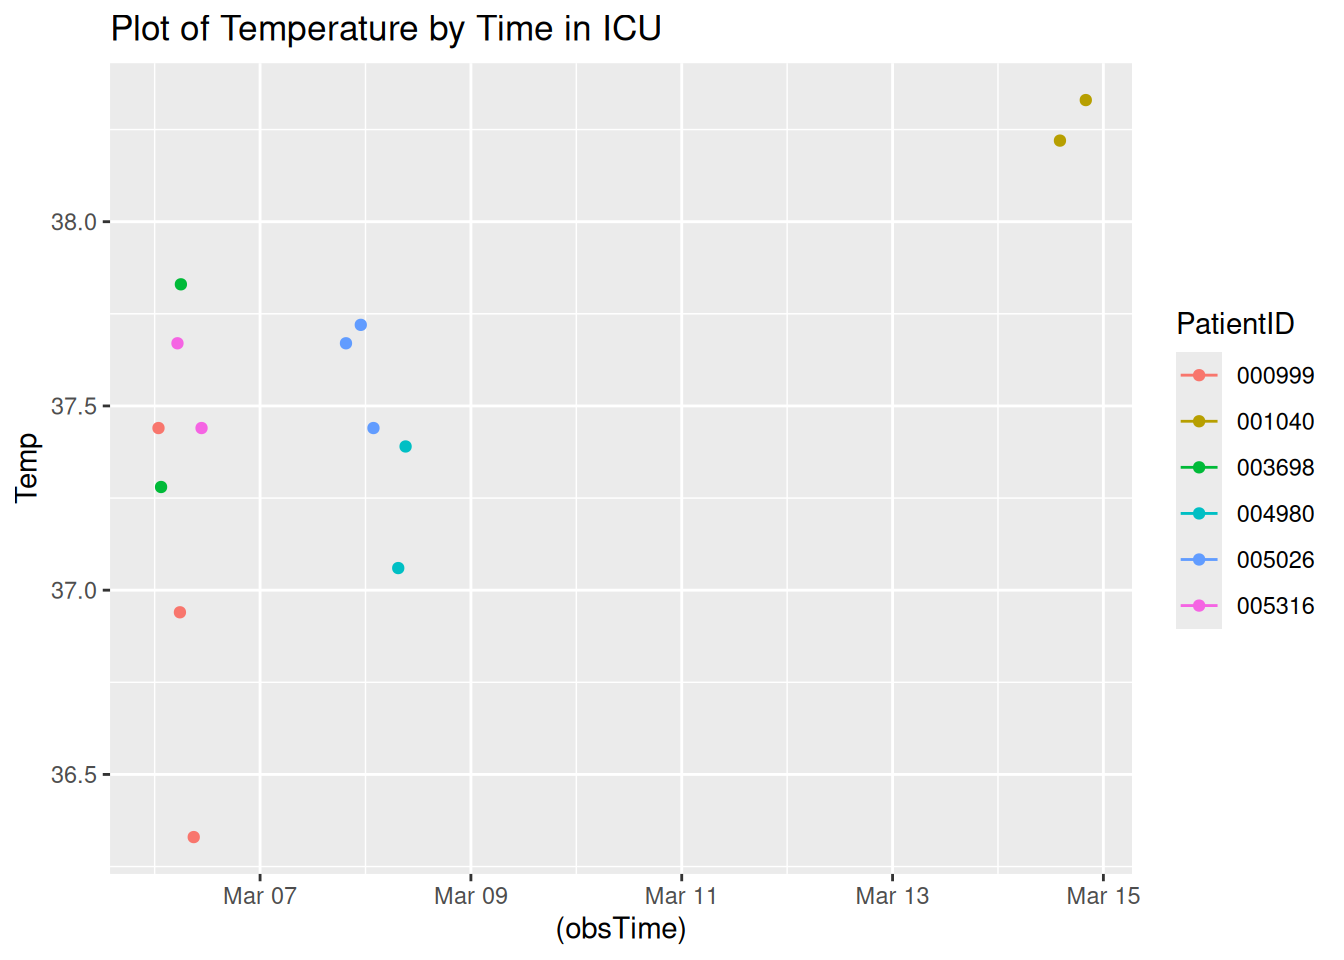 Plot of Temperature by Time in ICU
38.0
37.5
37.0
36.5
Temp
Mar 07 Mar 09 Mar 11 Mar 13 Mar 15
(obsTime)
PatientID
000999
001040
003698
004980
005026
005316